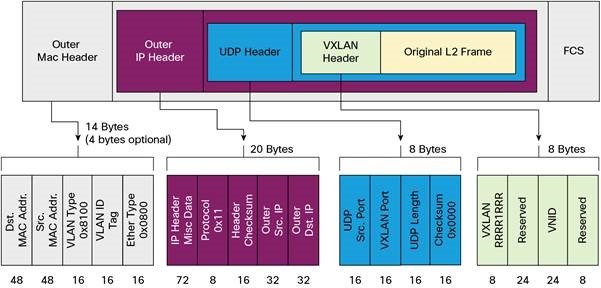 Outer
Mac Header
Outer
IP Header
UDP Header
VXLAN
Header
Original L2 Frame
FCS
14 Bytes
(4 bytes optional)
20 Bytes
8 Bytes
8 Bytes
Dst.
MAC Addr.
Src.
MAC Addr.
VLAN Type
0x8100
VLAN ID
Tag
Ether Type
0x0800
IP Header
Misc Data
Protocol
0x11
Header
Checksum
Outer
Src. IP
Outer
Dst. IP
UDP
Src. Port
VXLAN Port
UDP Length
Checksum
0x0000
VXLAN
RRRR1RRR
Reserved
VNID
Reserved
48 48 16 16 16
72 8 16 32 32
16 16 16 16
8 24 24 8